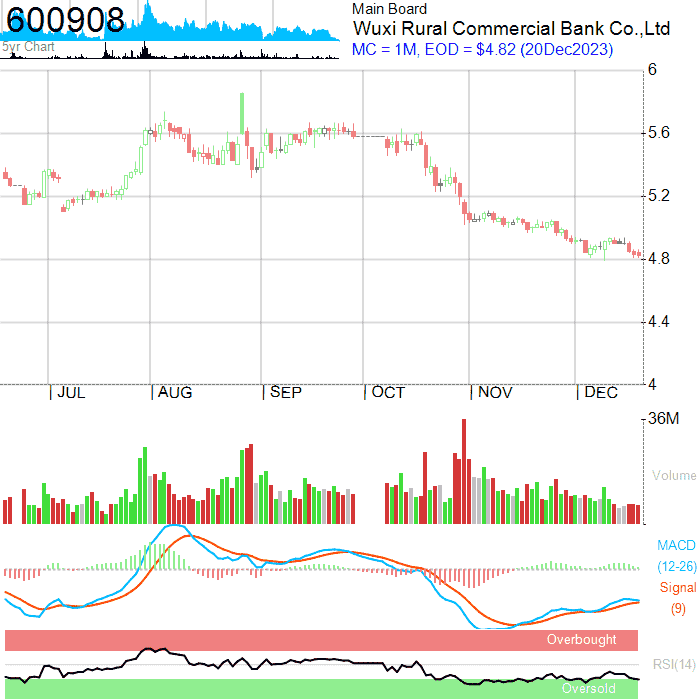 600908
5yr Chart
Main Board
Wuxi Rural Commercial Bank Co.,Ltd
MC = 1M, EOD = $4.82 (20Dec2023)
6
5.6
5.2
4.8
4.4
4
JUL
AUG
SEP
OCT
NOV
DEC
36M
Volume
MACD
(12-26)
Signal
(9)
Overbought
RSI(14)
Oversold